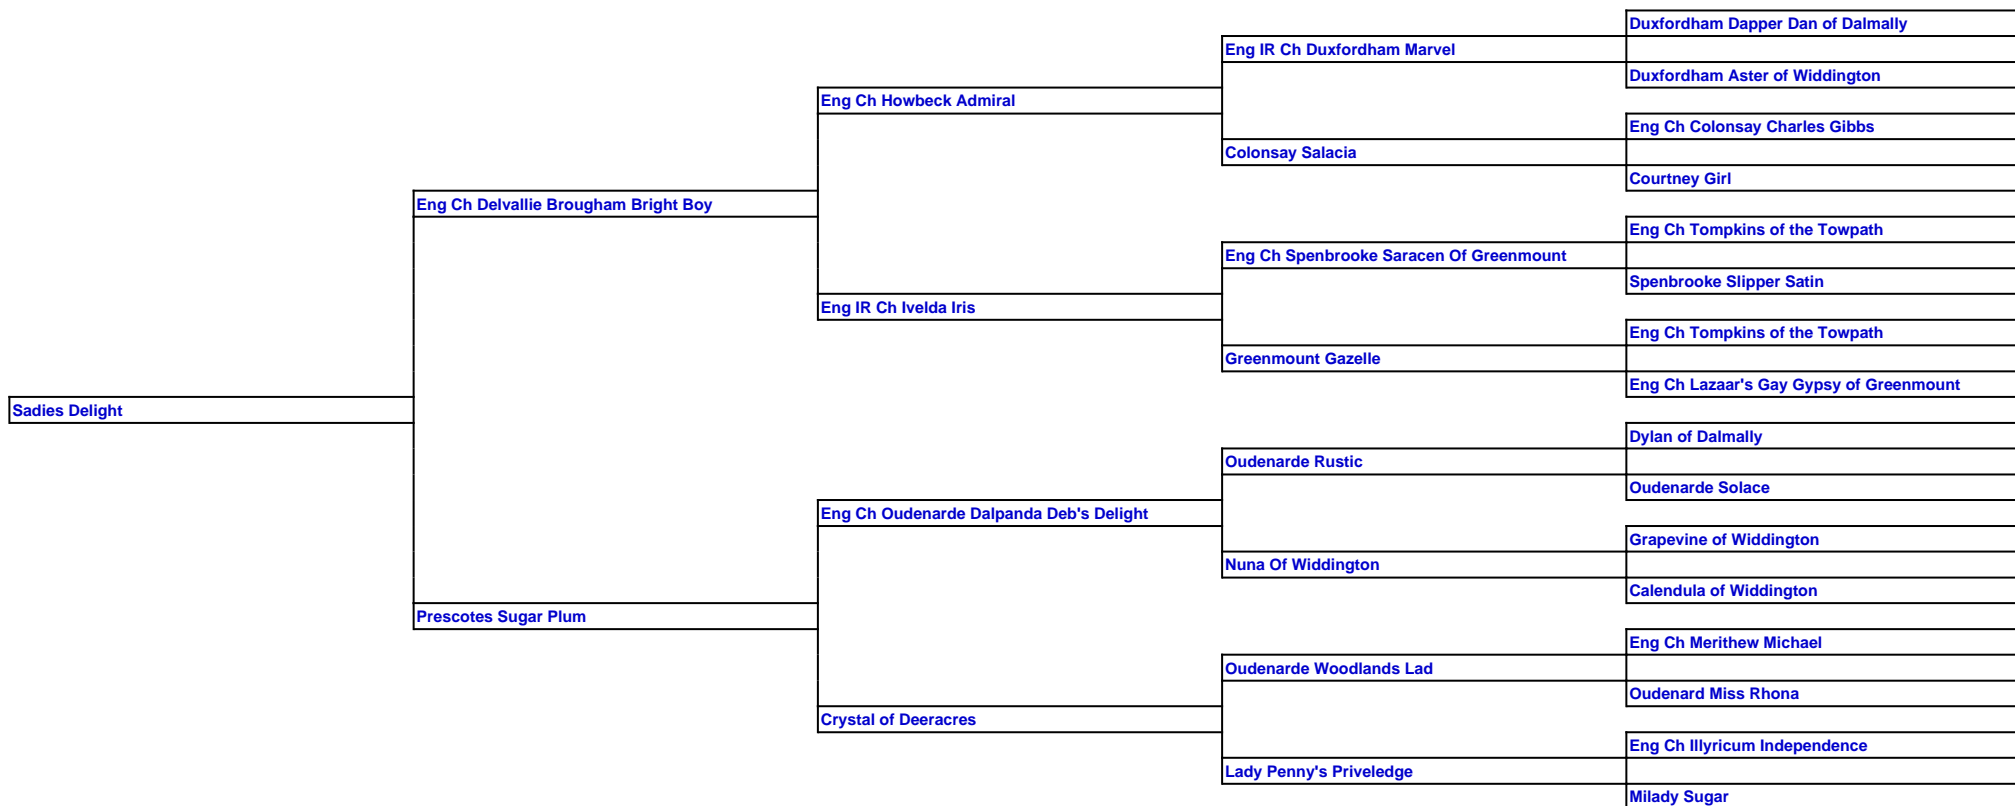 Duxfordham Dapper Dan of Dalmally
Eng IR Ch Duxfordham Marvel
Duxfordham Aster of Widdington
Eng Ch Howbeck Admiral
Eng Ch Colonsay Charles Gibbs
Colonsay Salacia
Courtney Girl
Eng Ch Delvallie Brougham Bright Boy
Eng Ch Tompkins of the Towpath
Eng Ch Spenbrooke Saracen Of Greenmount
Spenbrooke Slipper Satin
Eng IR Ch Ivelda Iris
Eng Ch Tompkins of the Towpath
Greenmount Gazelle
Eng Ch Lazaar's Gay Gypsy of Greenmount
Sadies Delight
Dylan of Dalmally
Oudenarde Rustic
Oudenarde Solace
Eng Ch Oudenarde Dalpanda Deb's Delight
Grapevine of Widdington
Nuna Of Widdington
Calendula of Widdington
Prescotes Sugar Plum
Eng Ch Merithew Michael
Oudenarde Woodlands Lad
Oudenard Miss Rhona
Crystal of Deeracres
Eng Ch Illyricum Independence
Lady Penny's Priveledge
Milady Sugar